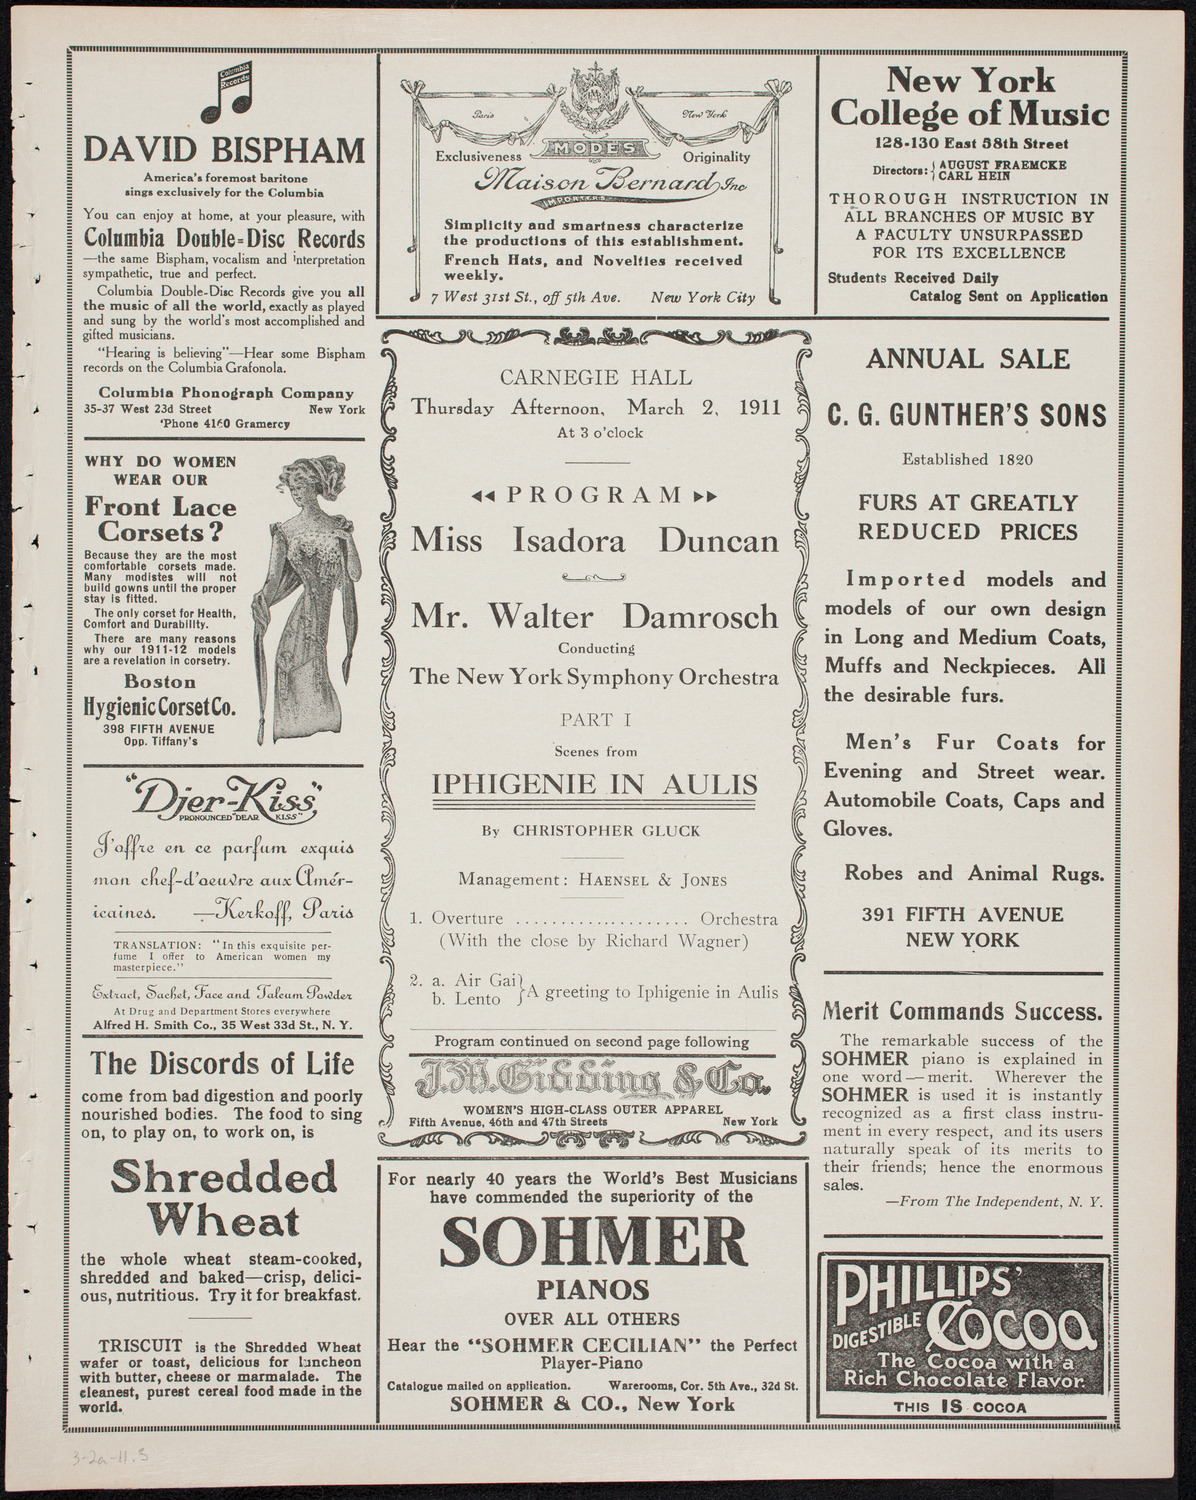 Columbia
Records
DAVID BISPHAM
America's foremost baritone
sings exclusively for the Columbia
You can enjoy at home, at your pleasure, with
Columbia Double-Disc Records
—the same Bispham, vocalism and interpretation
sympathetic, true and perfect.
Columbia Double-Disc Records give you all
the music of all the world, exactly as played
and sung by the world's most accomplished and
gifted musicians.
"Hearing is believing"—Hear some Bispham
records on the Columbia Grafonola.
Columbia Phonograph Company
35-37 West 23d Street New York
'Phone 4160 Gramercy
WHY DO WOMEN
WEAR OUR
Front Lace
Corsets?
Because they are the most
comfortable corsets made.
Many modistes will not
build gowns until the proper
stay is fitted.
The only corset for Health,
Comfort and Durability.
There are many reasons
why our 1911-12 models
are a revelation in corsetry.
Boston
Hygienic Corset Co.
398 FIFTH AVENUE
Opp. Tiffany's
"Djer-Kiss"
PRONOUNCED "DEAR KISS"
J'offre en ce parfum exquis
mon chef-d'oeuvre aux Amér-
icaines. —Kerkoff, Paris
TRANSLATION: "In this exquisite per-
fume I offer to American women my
masterpiece."
Extract, Sachet, Face and Talcum Powder
At Drug and Department Stores everywhere
Alfred H. Smith Co., 35 West 33d St., N. Y.
The Discords of Life
come from bad digestion and poorly
nourished bodies. The food to sing
on, to play on, to work on, is
Shredded
Wheat
the whole wheat steam-cooked,
shredded and baked—crisp, delici-
ous, nutritious. Try it for breakfast.
TRISCUIT is the Shredded Wheat
wafer or toast, delicious for luncheon
with butter, cheese or marmalade. The
cleanest, purest cereal food made in the
world.
Paris New York
MODES
Exclusiveness Originality
Maison Bernard Inc
IMPORTERS
Simplicity and smartness characterize
the productions of this establishment.
French Hats, and Novelties received
weekly.
7 West 31st St., off 5th Ave. New York City
CARNEGIE HALL
Thursday Afternoon, March 2, 1911
At 3 o'clock
PROGRAM
Miss Isadora Duncan
Mr. Walter Damrosch
Conducting
The New York Symphony Orchestra
PART I
Scenes from
IPHIGENIE IN AULIS
By CHRISTOPHER GLUCK
Management: HAENSEL & JONES
1. Overture .................... Orchestra
(With the close by Richard Wagner)
2. a. Air Gai
b. Lento } A greeting to Iphigenie in Aulis
Program continued on second page following
J.M. Gidding & Co.
WOMEN'S HIGH-CLASS OUTER APPAREL
Fifth Avenue, 46th and 47th Streets New York
For nearly 40 years the World's Best Musicians
have commended the superiority of the
SOHMER
PIANOS
OVER ALL OTHERS
Hear the "SOHMER CECILIAN" the Perfect
Player-Piano
Catalogue mailed on application. Warerooms, Cor. 5th Ave., 32d St.
SOHMER & CO., New York
New York
College of Music
128-130 East 58th Street
Directors: { AUGUST FRAEMCKE
CARL HEIN
THOROUGH INSTRUCTION IN
ALL BRANCHES OF MUSIC BY
A FACULTY UNSURPASSED
FOR ITS EXCELLENCE
Students Received Daily
Catalog Sent on Application
ANNUAL SALE
C. G. GUNTHER'S SONS
Established 1820
FURS AT GREATLY
REDUCED PRICES
Imported models and
models of our own design
in Long and Medium Coats,
Muffs and Neckpieces. All
the desirable furs.
Men's Fur Coats for
Evening and Street wear.
Automobile Coats, Caps and
Gloves.
Robes and Animal Rugs.
391 FIFTH AVENUE
NEW YORK
Merit Commands Success.
The remarkable success of the
SOHMER piano is explained in
one word—merit. Wherever the
SOHMER is used it is instantly
recognized as a first class instru-
ment in every respect, and its users
naturally speak of its merits to
their friends; hence the enormous
sales.
—From The Independent, N. Y.
PHILLIPS'
DIGESTIBLE COCOA
The Cocoa with a
Rich Chocolate Flavor.
THIS IS COCOA
3-2a-11.3